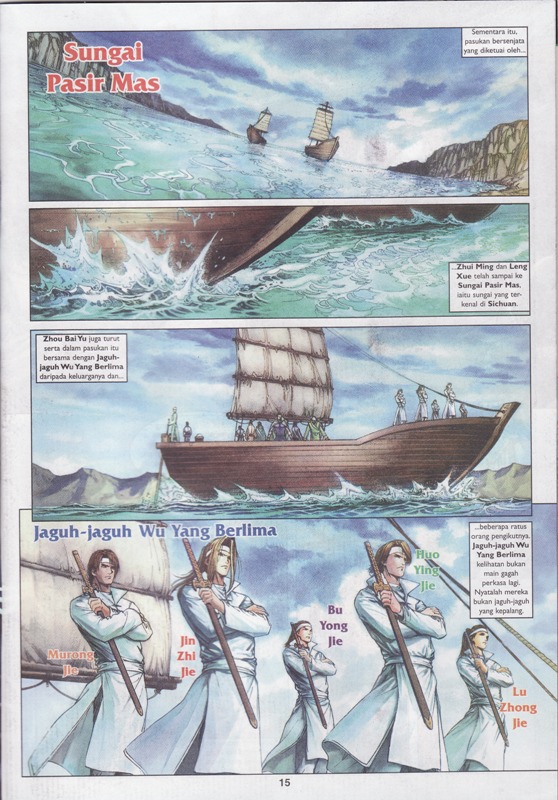 Sungai
Pasir Mas
Sementara itu,
pasukan bersenjata
yang diketuai oleh...
...Zhui Ming dan Leng
Xue telah sampai ke
Sungai Pasir Mas,
iaitu sungai yang ter-
kenal di Sichuan.
Zhou Bai Yu juga turut
serta dalam pasukan itu
bersama dengan Jaguh-
jaguh Wu Yang Berlima
daripada keluarganya dan...
Jaguh-jaguh Wu Yang Berlima
...beberapa ratus
orang pengikutnya.
Jaguh-jaguh Wu
Yang Berlima
kelihatan bukan
main gagah
perkasa lagi.
Nyatalah mereka
bukan jaguh-jaguh
yang kepalang.
Murong
Jie
Jin
Zhi
Jie
Bu
Yong
Jie
Huo
Ying
Jie
Lu
Zhong
Jie
15